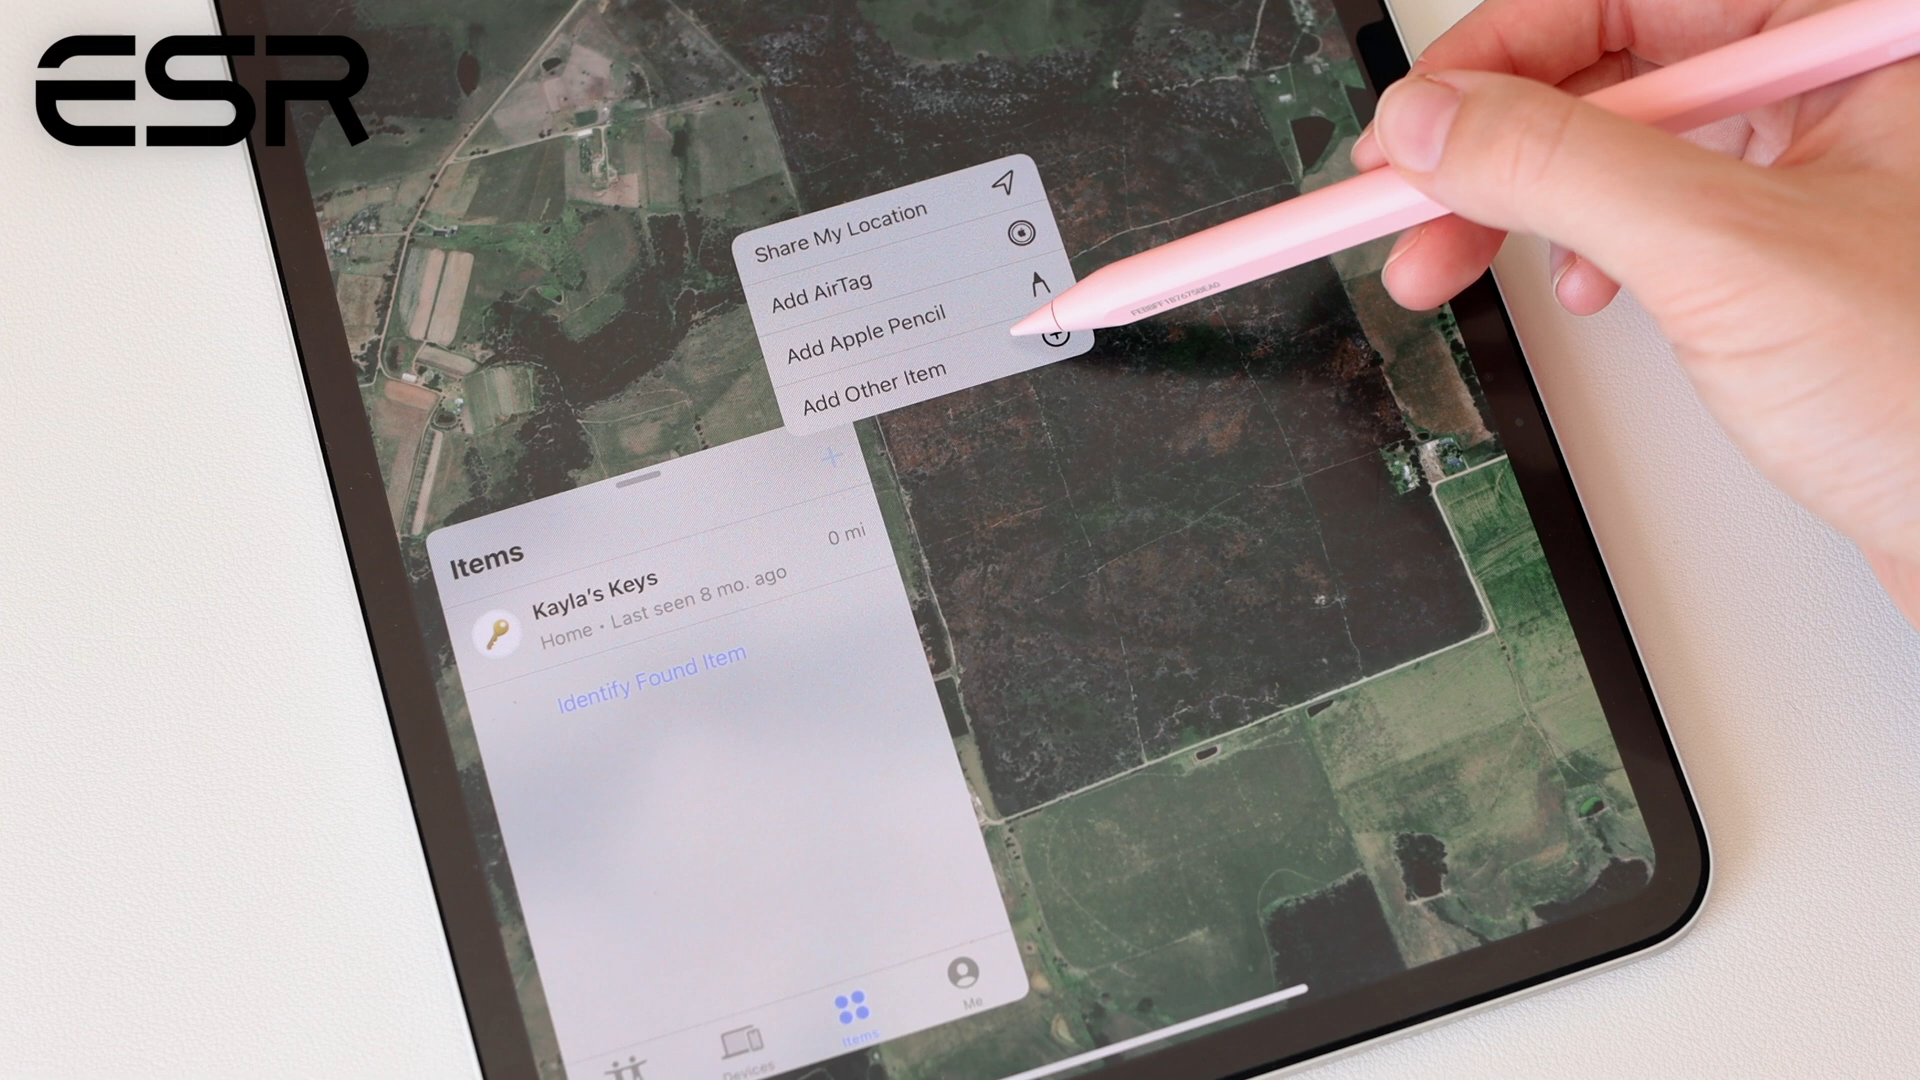 ESR
Share My Location
Add AirTag
Add Apple Pencil
Add Other Item
Items
Kayla's Keys
0 mi
Home • Last seen 8 mo. ago
Identify Found Item
Devices
Items
Me